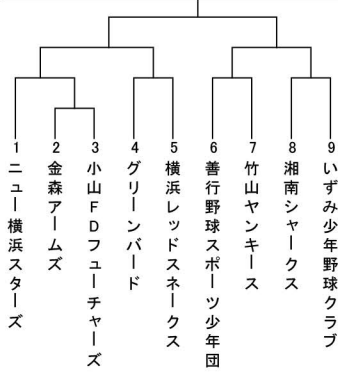 1 ニュー横浜スターズ
2 金森アームズ
3 小山FDフューチャーズ
4 グリーンバード
5 横浜レッドスネークス
6 善行野球スポーツ少年団
7 竹山ヤンキース
8 湘南シャークス
9 いずみ少年野球クラブ